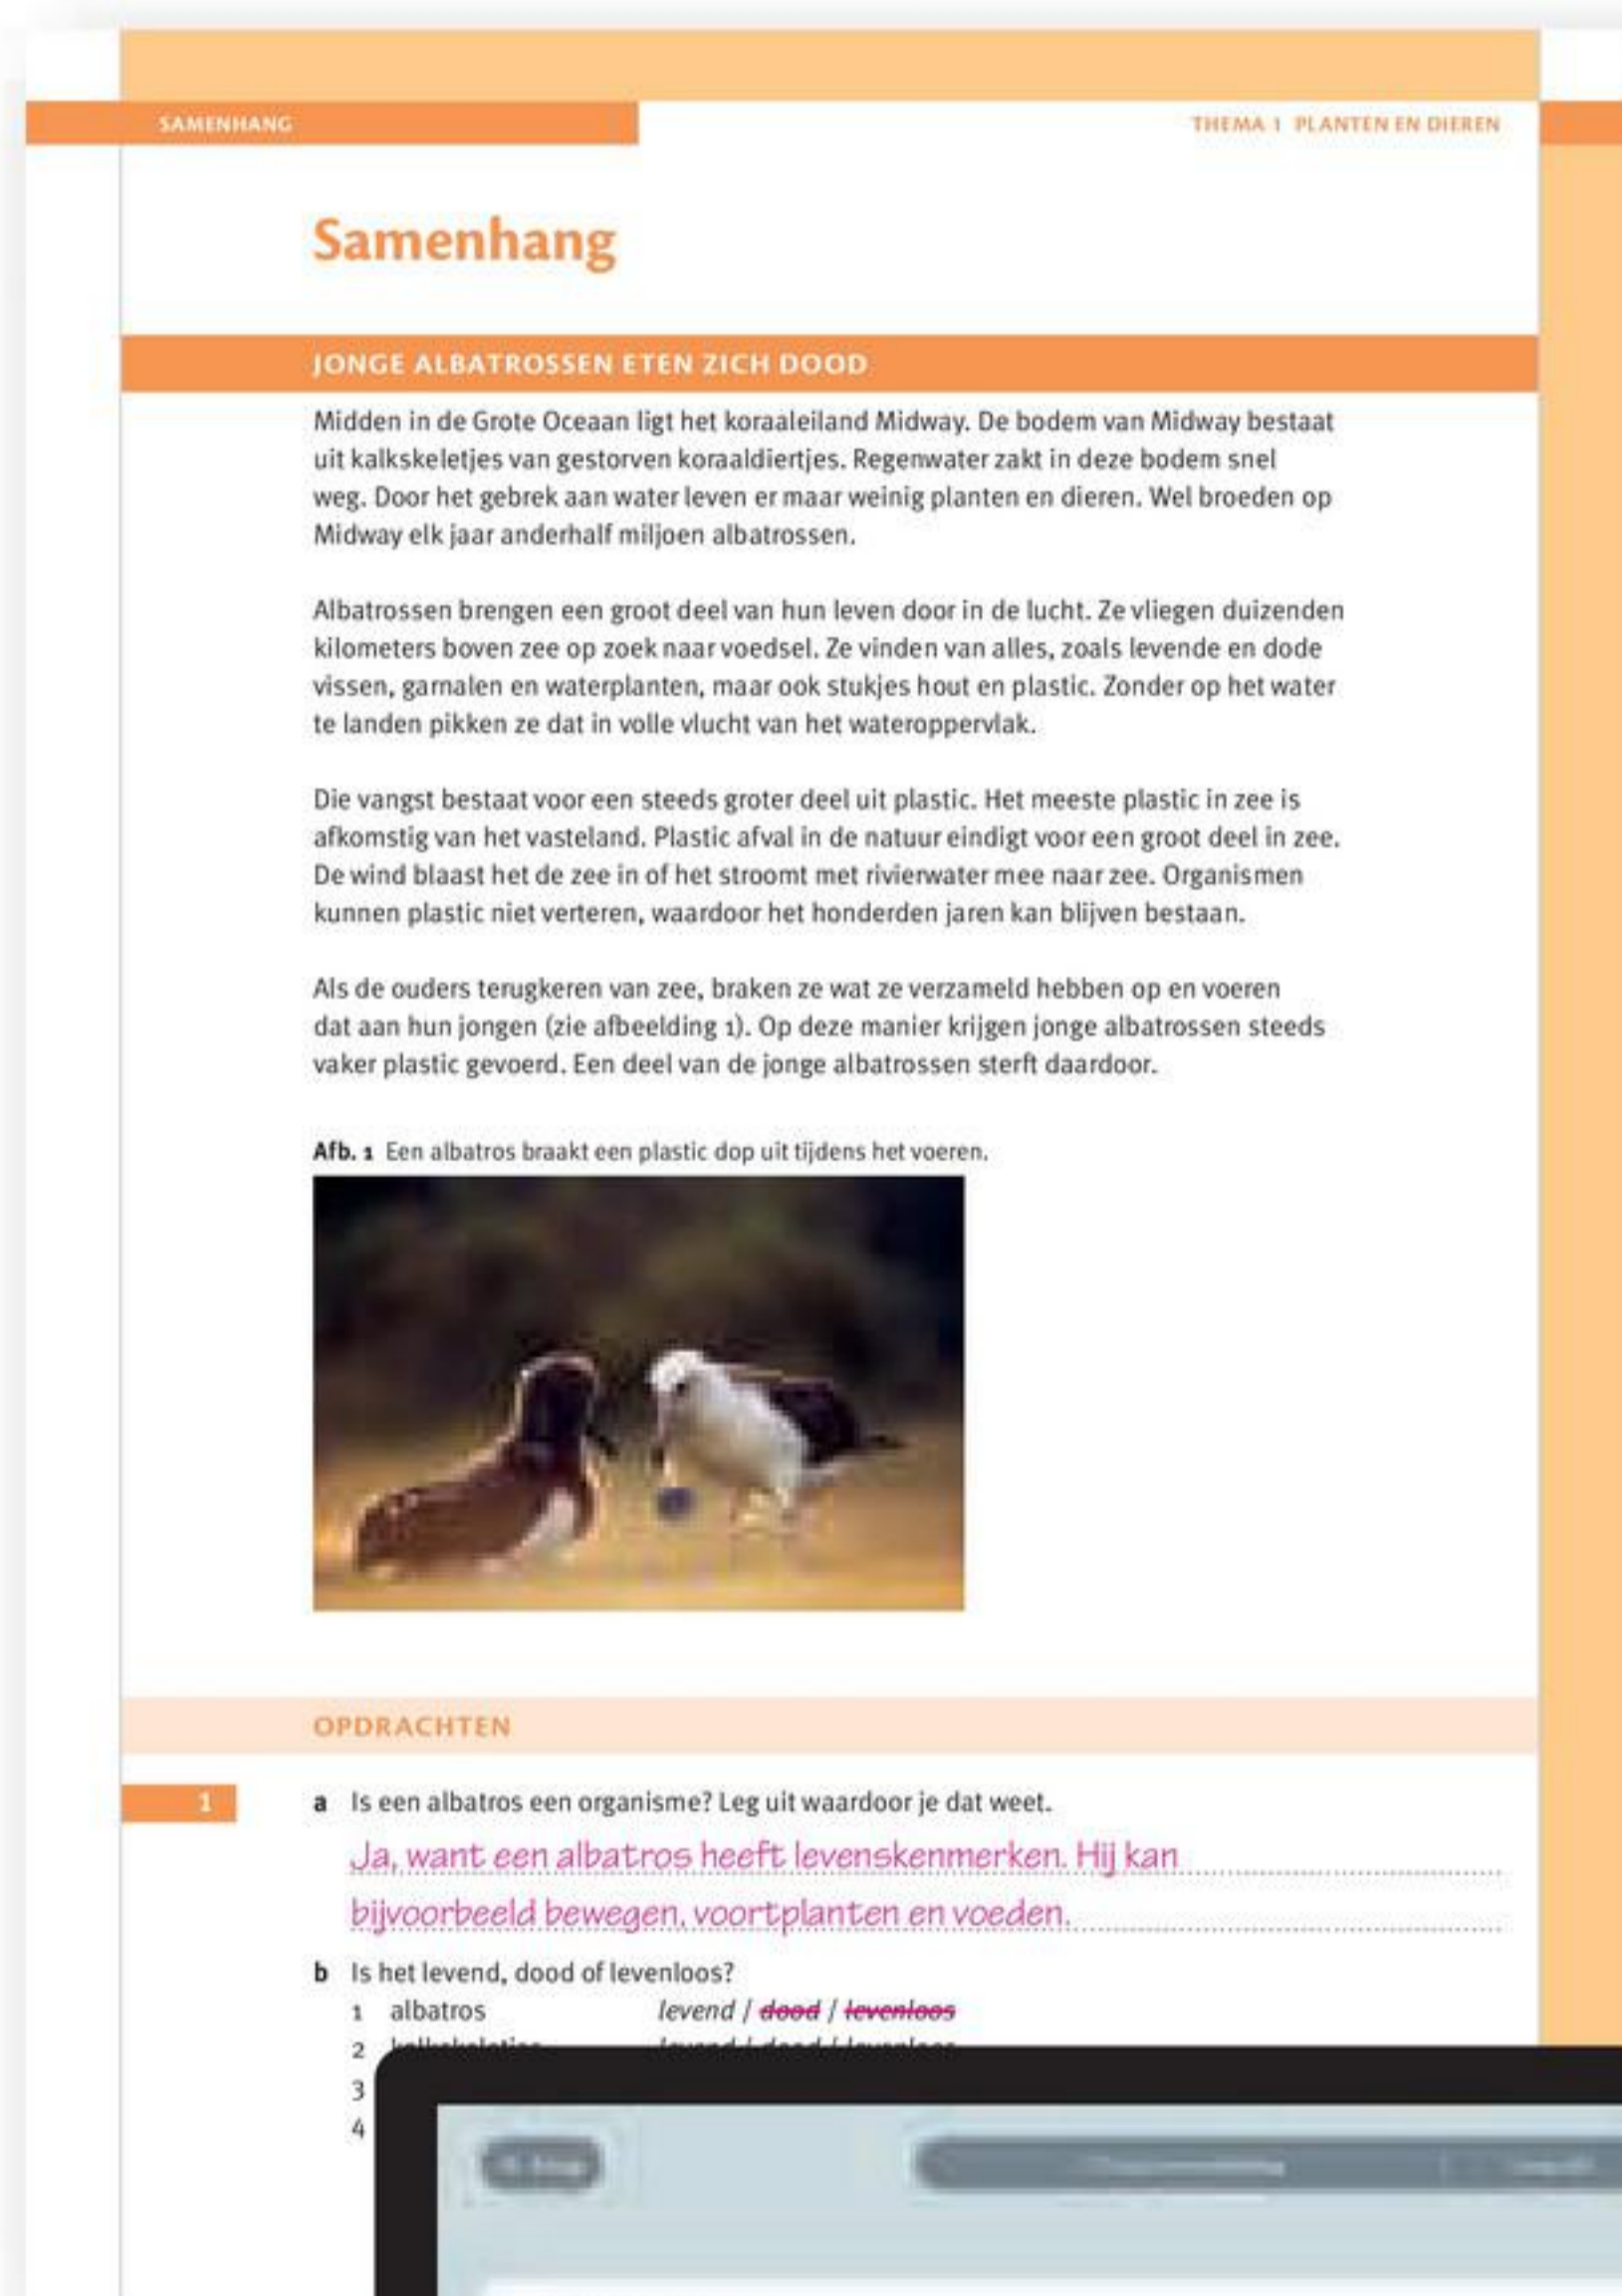 SAMENHANG
THEMA 1 PLANTEN EN DIEREN
Samenhang
JONGE ALBATROSSEN ETEN ZICH DOOD
Midden in de Grote Oceaan ligt het koraaleiland Midway. De bodem van Midway bestaat
uit kalkskeletjes van gestorven koraaldiertjes. Regenwater zakt in deze bodem snel
weg. Door het gebrek aan water leven er maar weinig planten en dieren. Wel broeden op
Midway elk jaar anderhalf miljoen albatrossen.
Albatrossen brengen een groot deel van hun leven door in de lucht. Ze vliegen duizenden
kilometers boven zee op zoek naar voedsel. Ze vinden van alles, zoals levende en dode
vissen, garnalen en waterplanten, maar ook stukjes hout en plastic. Zonder op het water
te landen pikken ze dat in volle vlucht van het wateroppervlak.
Die vangst bestaat voor een steeds groter deel uit plastic. Het meeste plastic in zee is
afkomstig van het vasteland. Plastic afval in de natuur eindigt voor een groot deel in zee.
De wind blaast het de zee in of het stroomt met rivierwater mee naar zee. Organismen
kunnen plastic niet verteren, waardoor het honderden jaren kan blijven bestaan.
Als de ouders terugkeren van zee, braken ze wat ze verzameld hebben op en voeren
dat aan hun jongen (zie afbeelding 1). Op deze manier krijgen jonge albatrossen steeds
vaker plastic gevoerd. Een deel van de jonge albatrossen sterft daardoor.
Afb. 1 Een albatros braakt een plastic dop uit tijdens het voeren.
OPDRACHTEN
1 a Is een albatros een organisme? Leg uit waardoor je dat weet.
Ja, want een albatros heeft levenskenmerken. Hij kan
bijvoorbeeld bewegen, voortplanten en voeden.
b Is het levend, dood of levenloos?
1 albatros levend / dood / levenloos
2 kalkskeletjes levend / dood / levenloos
3
4